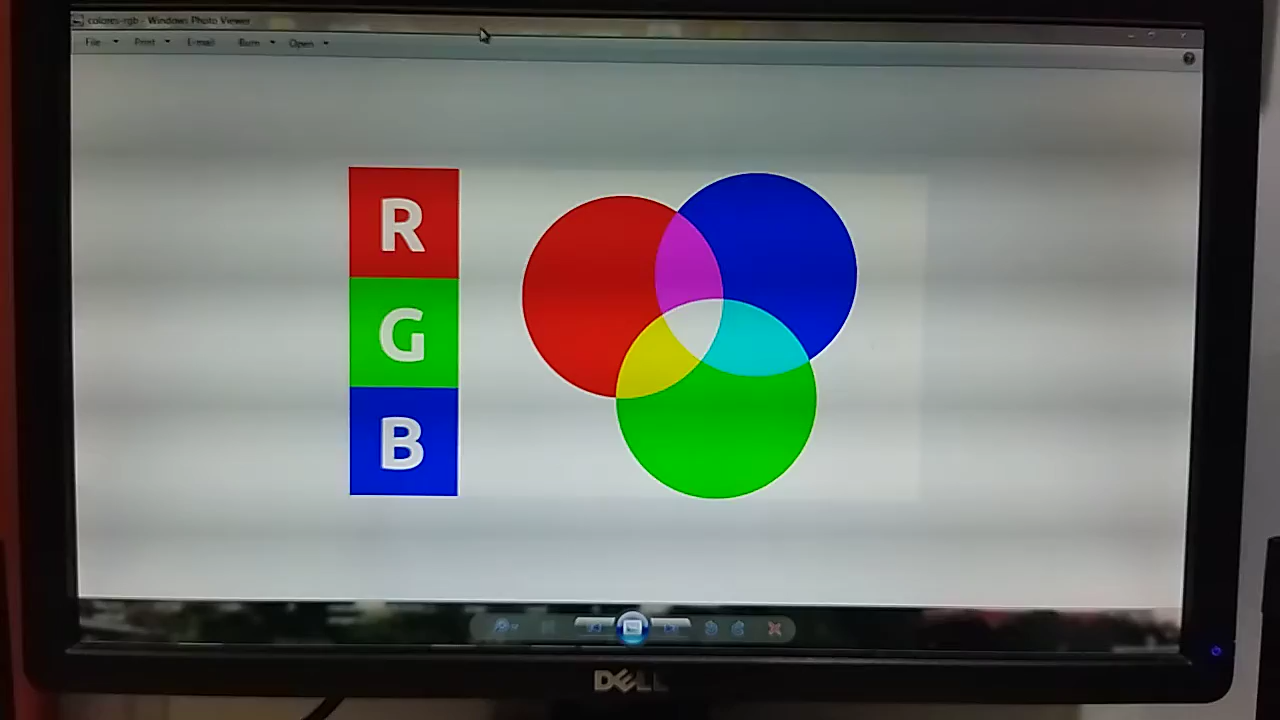 colores-rgb - Windows Photo Viewer
File Print E-mail Burn Open
R
G
B
DELL